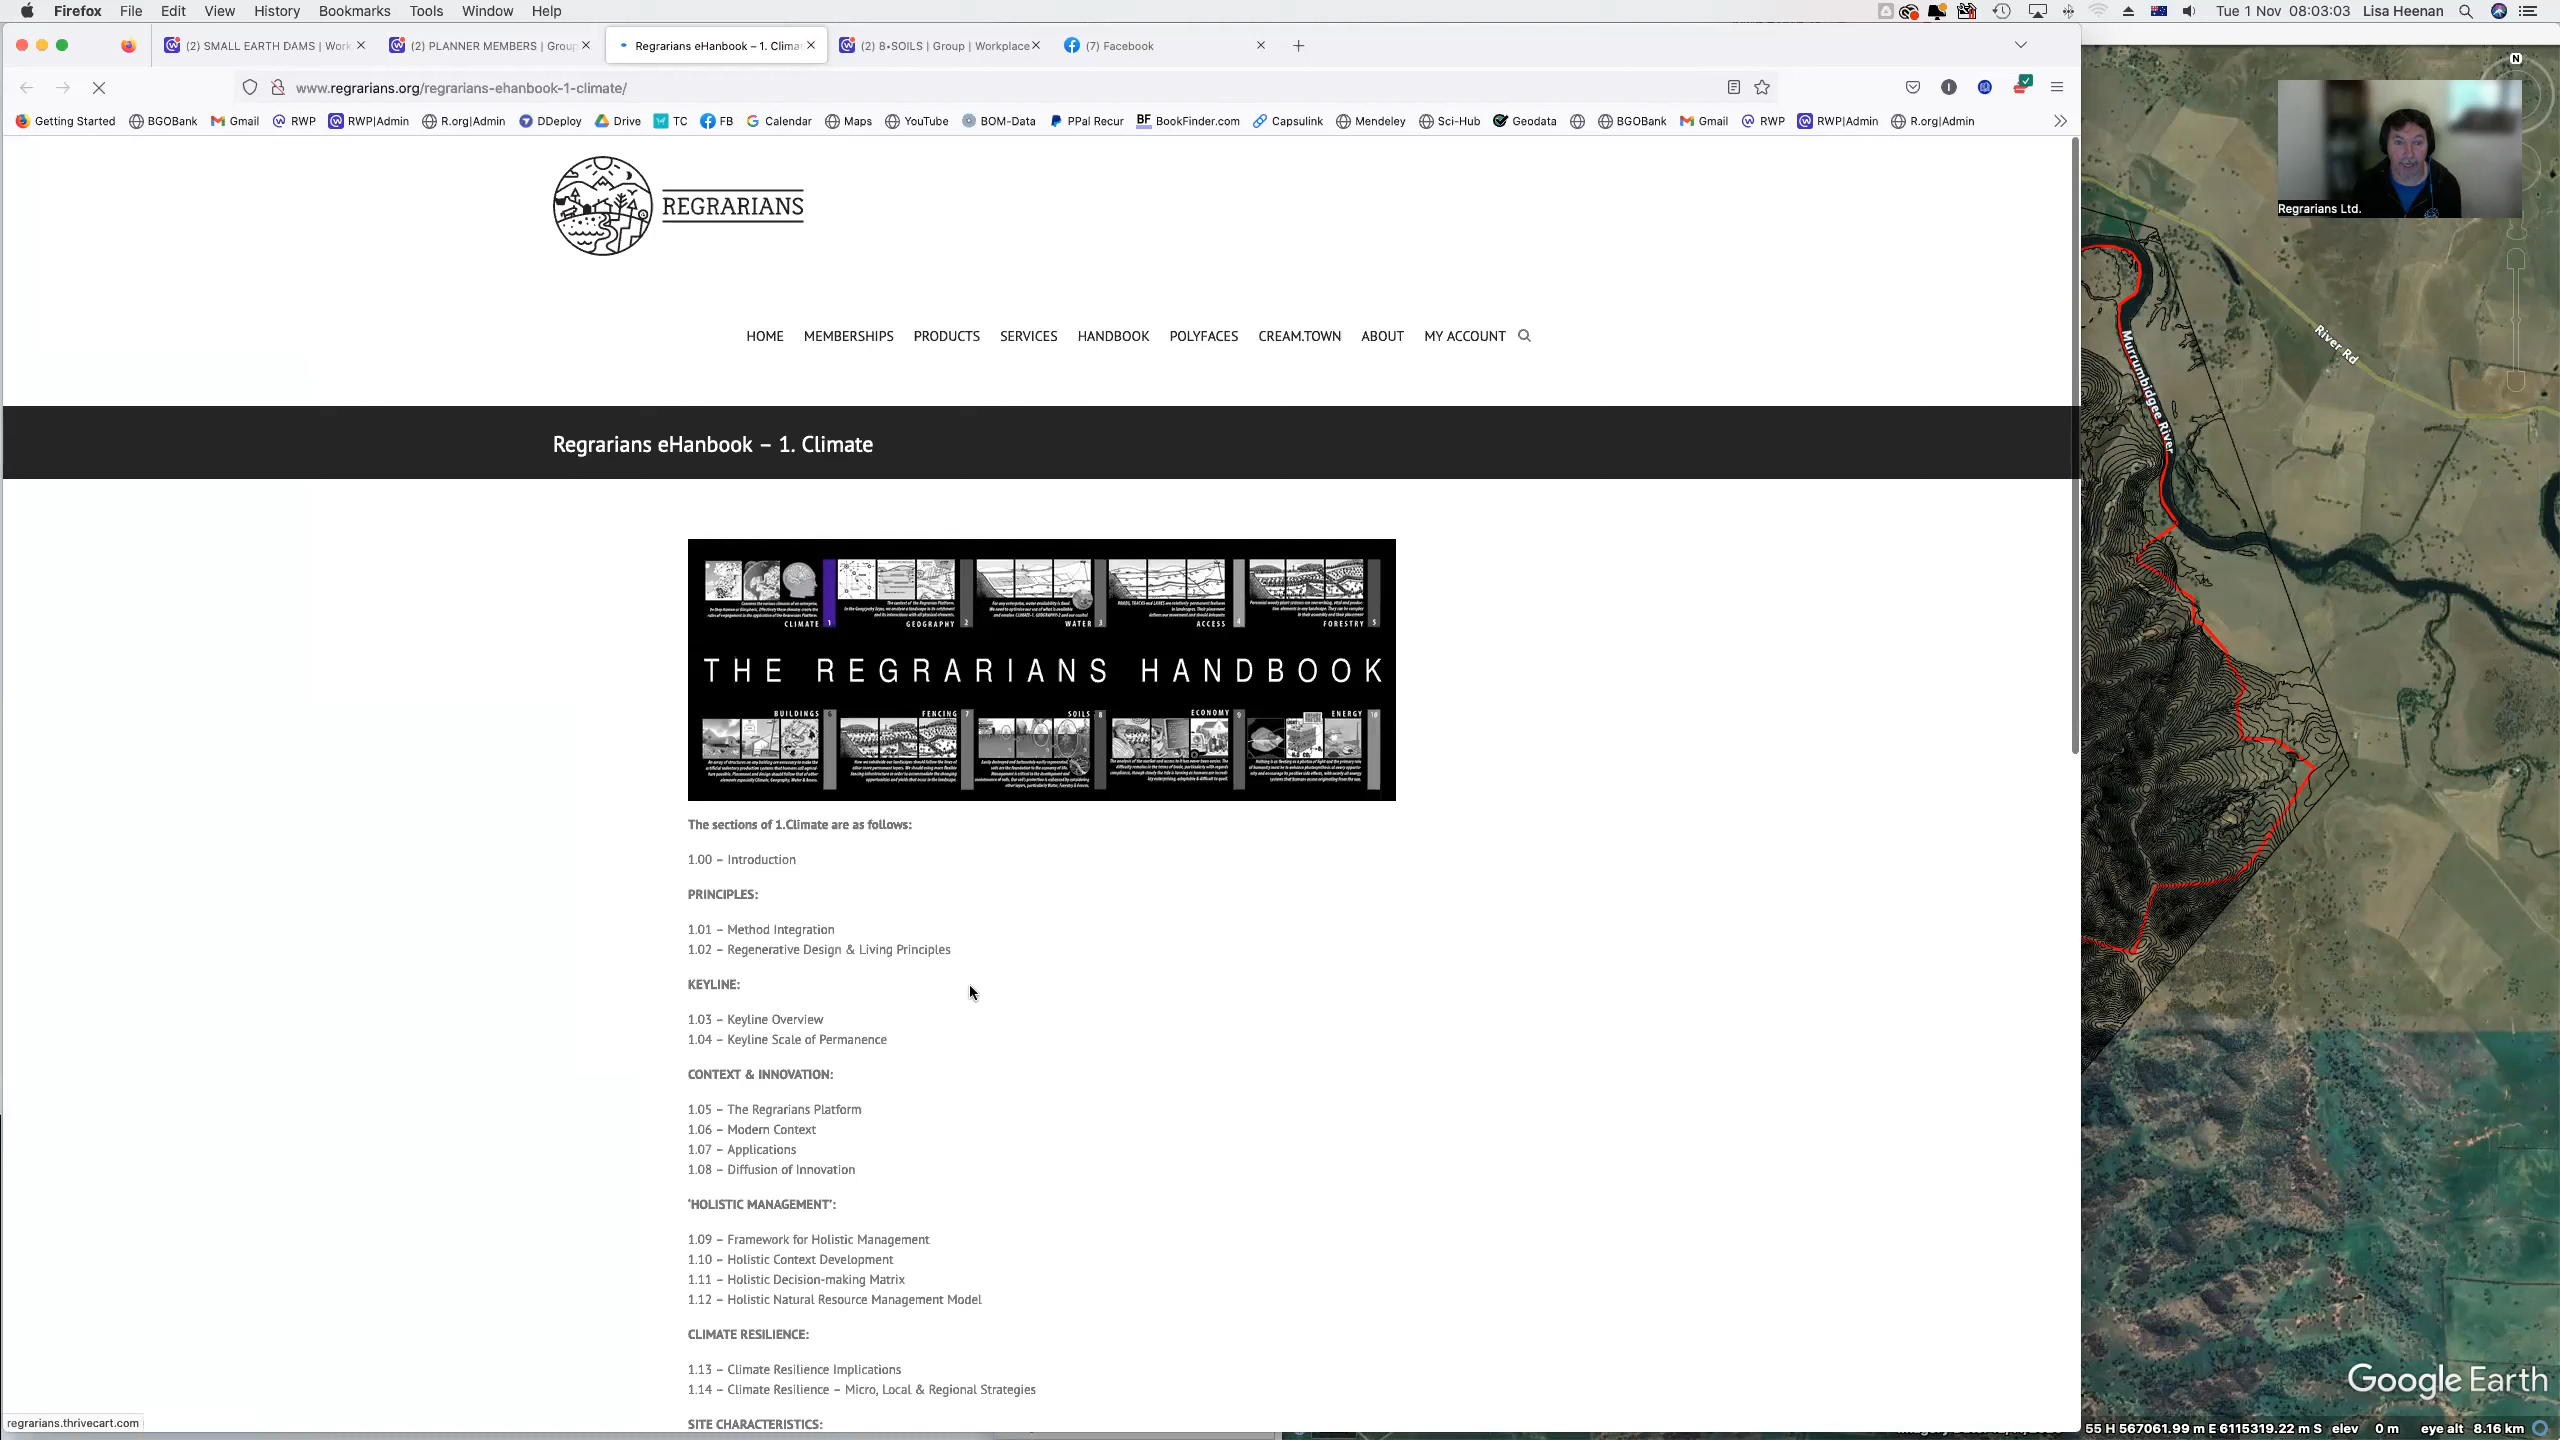 Firefox File Edit View History Bookmarks Tools Window Help
Tue 1 Nov 08:03:03 Lisa Heenan
(2) SMALL EARTH DAMS | Work
(2) PLANNER MEMBERS | Group
Regrarians eHanbook – 1. Clima
(2) 8•SOILS | Group | Workplace
(7) Facebook
www.regrarians.org/regrarians-ehanbook-1-climate/
Getting Started BGOBank Gmail RWP RWP|Admin R.org|Admin DDeploy Drive TC FB Calendar Maps YouTube BOM-Data PPal Recur BF BookFinder.com Capsulink Mendeley Sci-Hub Geodata BGOBank Gmail RWP RWP|Admin R.org|Admin
REGRARIANS
HOME MEMBERSHIPS PRODUCTS SERVICES HANDBOOK POLYFACES CREAM.TOWN ABOUT MY ACCOUNT
Regrarians eHanbook – 1. Climate
CLIMATE 1 GEOGRAPHY 2 WATER 3 ACCESS 4 FORESTRY 5
THE REGRARIANS HANDBOOK
BUILDINGS 6 FENCING 7 SOILS 8 ECONOMY 9 ENERGY 10
The sections of 1.Climate are as follows:
1.00 – Introduction
PRINCIPLES:
1.01 – Method Integration
1.02 – Regenerative Design & Living Principles
KEYLINE:
1.03 – Keyline Overview
1.04 – Keyline Scale of Permanence
CONTEXT & INNOVATION:
1.05 – The Regrarians Platform
1.06 – Modern Context
1.07 – Applications
1.08 – Diffusion of Innovation
‘HOLISTIC MANAGEMENT’:
1.09 – Framework for Holistic Management
1.10 – Holistic Context Development
1.11 – Holistic Decision-making Matrix
1.12 – Holistic Natural Resource Management Model
CLIMATE RESILIENCE:
1.13 – Climate Resilience Implications
1.14 – Climate Resilience – Micro, Local & Regional Strategies
SITE CHARACTERISTICS:
regrarians.thrivecart.com
N
Regrarians Ltd.
River Rd
Murrumbidgee River
Google Earth
55 H 567061.99 m E 6115319.22 m S elev 0 m eye alt 8.16 km